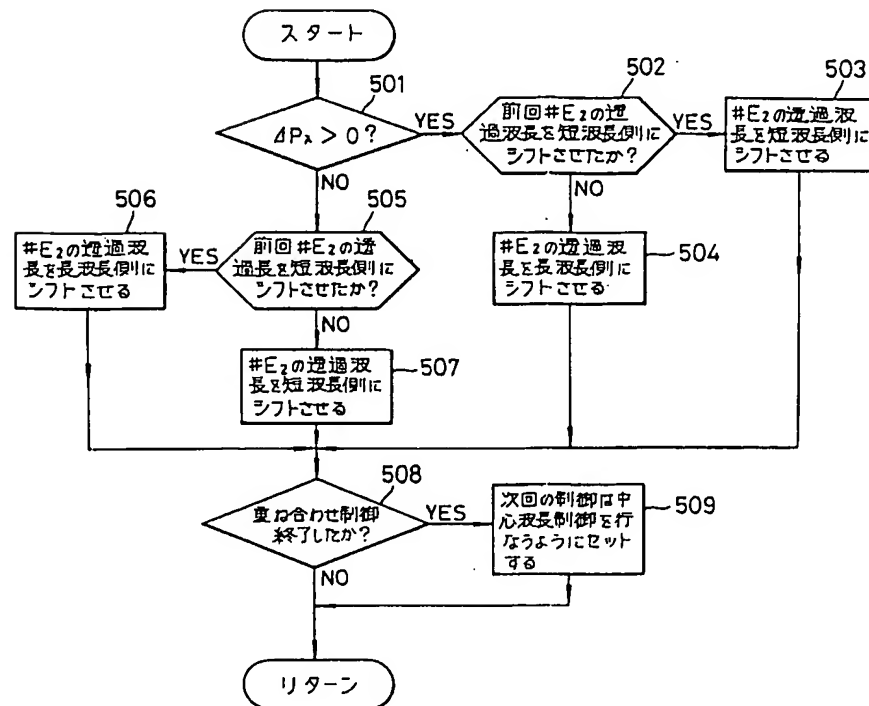 スタート
501
ΔPλ > 0?
YES
NO
502
前回#E2の透
過波長を短波長側に
シフトさせたか?
YES
NO
503
#E2の透過波
長を短波長側に
シフトさせる
504
#E2の透過波
長を長波長側に
シフトさせる
505
前回#E2の透
過長を短波長側に
シフトさせたか?
YES
NO
506
#E2の透過波
長を長波長側に
シフトさせる
507
#E2の透過波
長を短波長側に
シフトさせる
508
重ね合わせ制御
終了したか?
YES
NO
509
次回の制御は中
心波長制御を行
なうようにセット
する
リターン